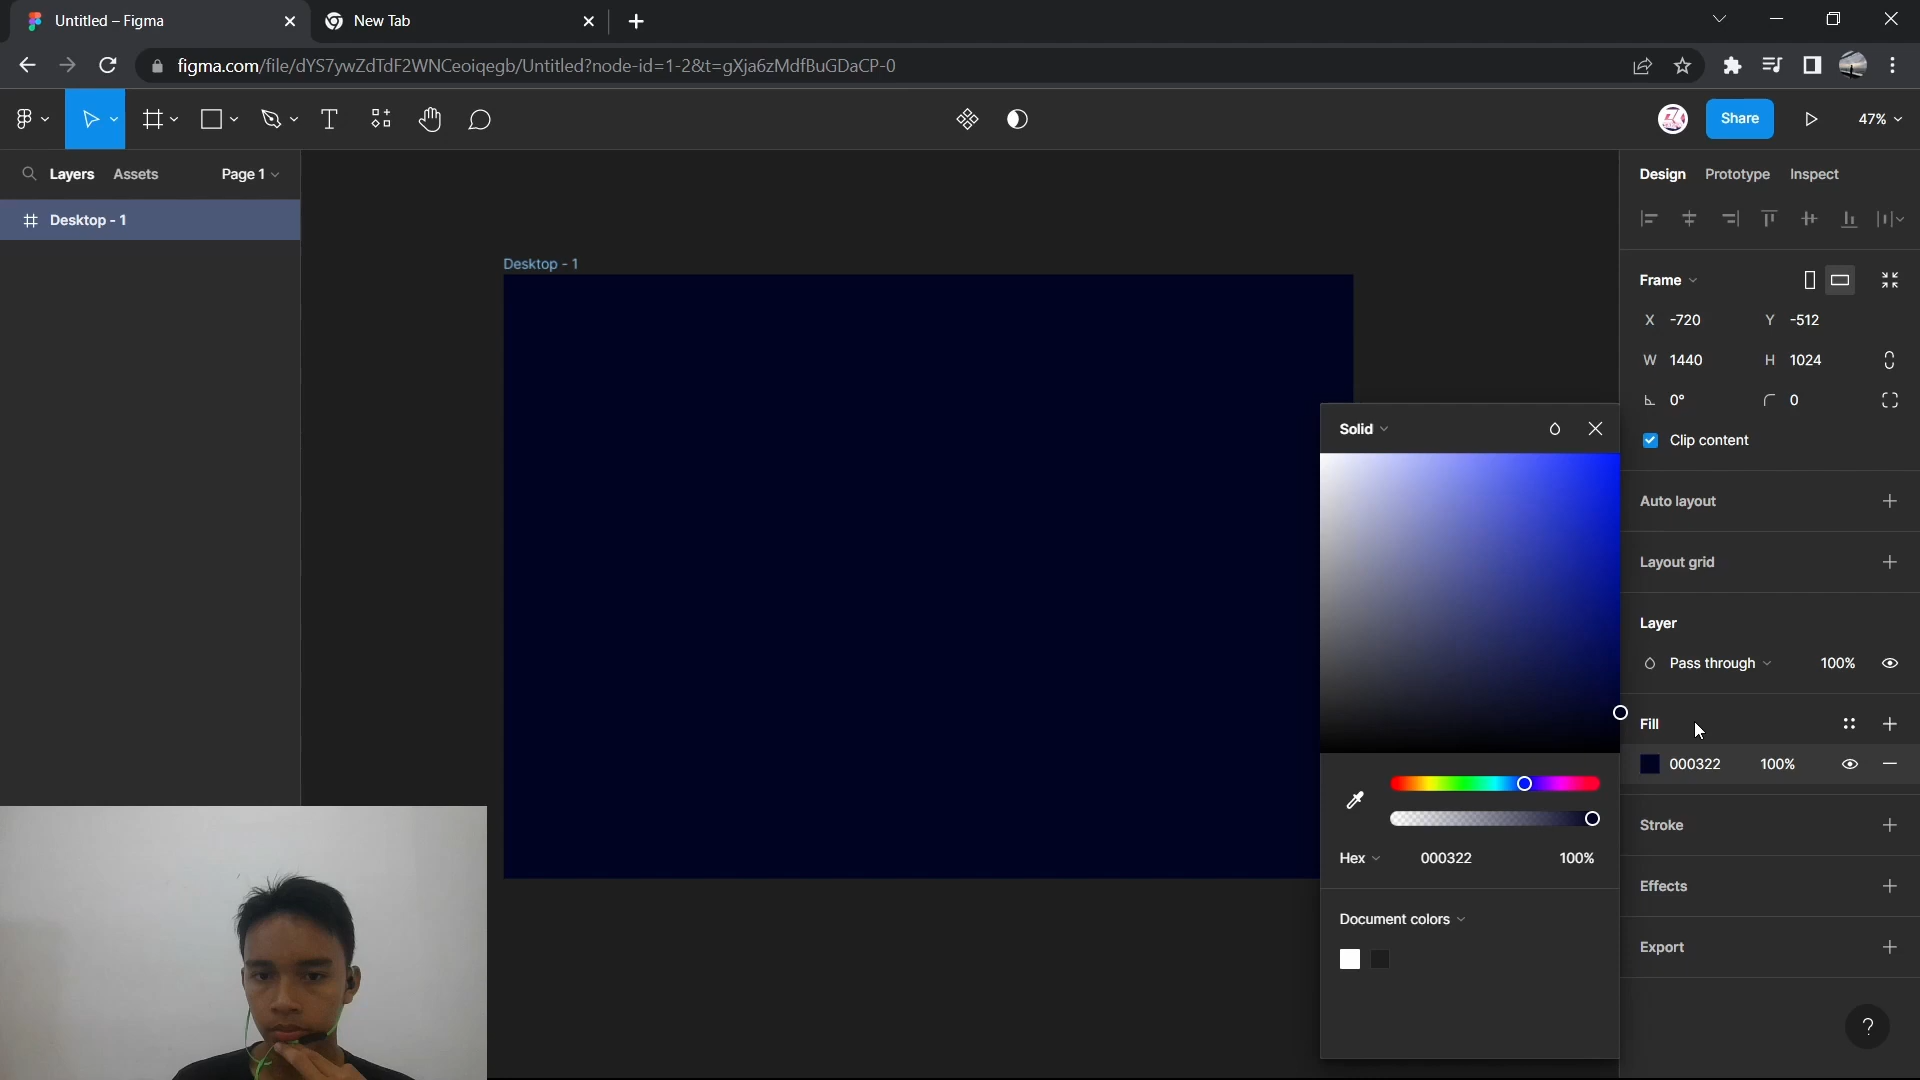 Untitled – Figma
New Tab
figma.com/file/dYS7ywZdTdF2WNCeoiqegb/Untitled?node-id=1-2&t=gXja6zMdfBuGDaCP-0
Share
47%
Layers
Assets
Page 1
Design
Prototype
Inspect
Desktop - 1
Desktop - 1
Frame
X -720
Y -512
W 1440
H 1024
0°
0
Clip content
Solid
Auto layout
Layout grid
Layer
Pass through
100%
Fill
000322
100%
Stroke
Hex
000322
100%
Effects
Document colors
Export
?